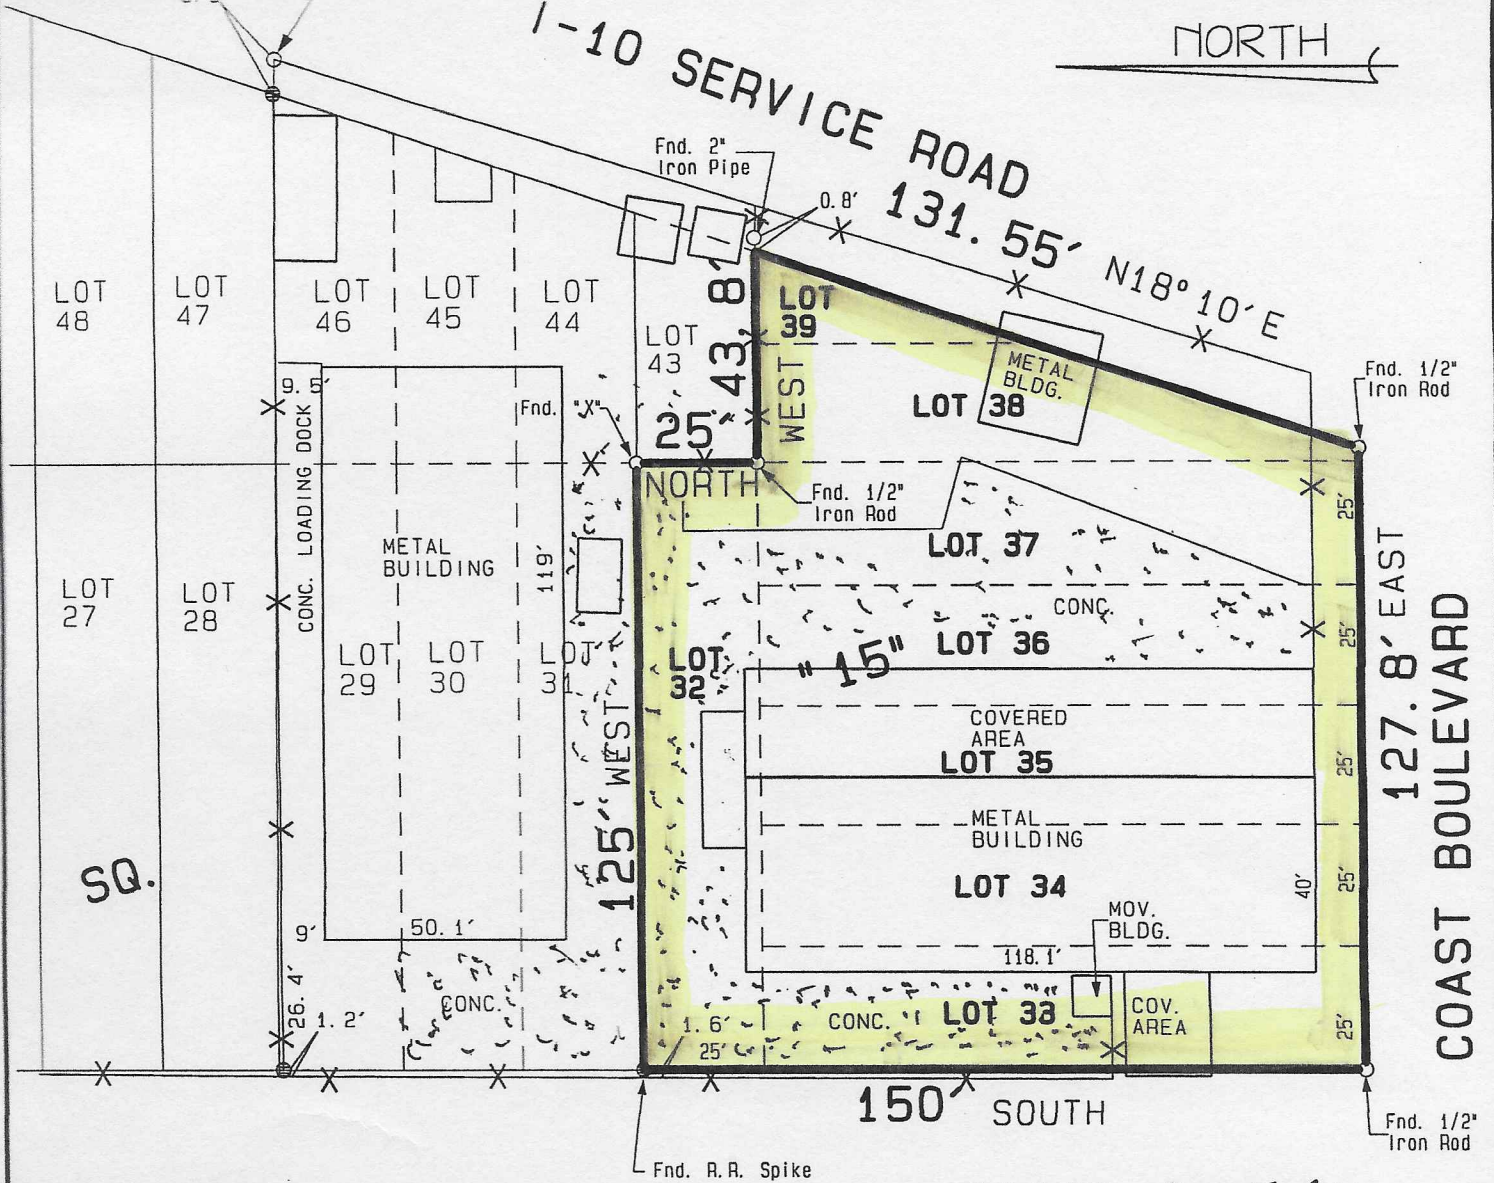 NORTH
I-10 SERVICE ROAD
131.55′ N18°10′E
Fnd. 2"
Iron Pipe
0.8′
LOT
48
LOT
47
LOT
46
LOT
45
LOT
44
LOT
43
43.8′
WEST
LOT
39
METAL
BLDG.
LOT 38
Fnd. 1/2"
Iron Rod
9.5′
Fnd. "X"
25′
NORTH
Fnd. 1/2"
Iron Rod
CONC. LOADING DOCK
METAL
BUILDING
119′
LOT 37
25′
LOT
27
LOT
28
LOT
29
LOT
30
LOT
31
LOT
32
CONC.
LOT 36
25′
"15"
127.8′ EAST
COAST BOULEVARD
COVERED
AREA
LOT 35
25′
125′ WEST
METAL
BUILDING
LOT 34
40′
25′
SQ.
9′
50.1′
MOV.
BLDG.
118.1′
26.4′
1.2′
CONC.
1.6′
25′
CONC.
LOT 33
COV.
AREA
25′
150′ SOUTH
Fnd. 1/2"
Iron Rod
Fnd. R.R. Spike